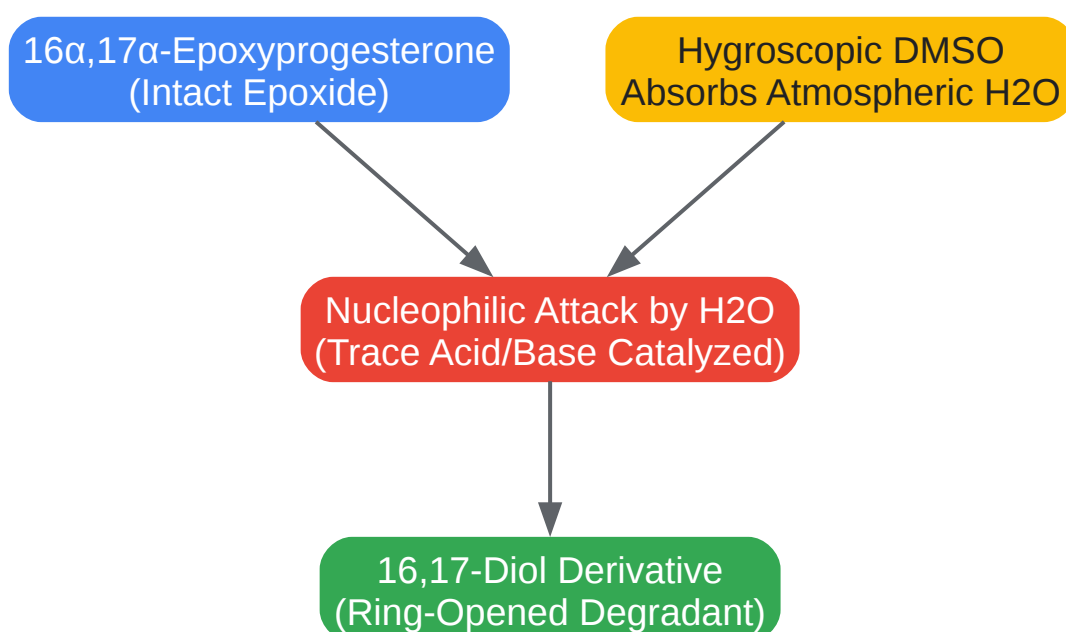 16α,17α-Epoxyprogesterone
(Intact Epoxide)
Hygroscopic DMSO
Absorbs Atmospheric H2O
Nucleophilic Attack by H2O
(Trace Acid/Base Catalyzed)
16,17-Diol Derivative
(Ring-Opened Degradant)